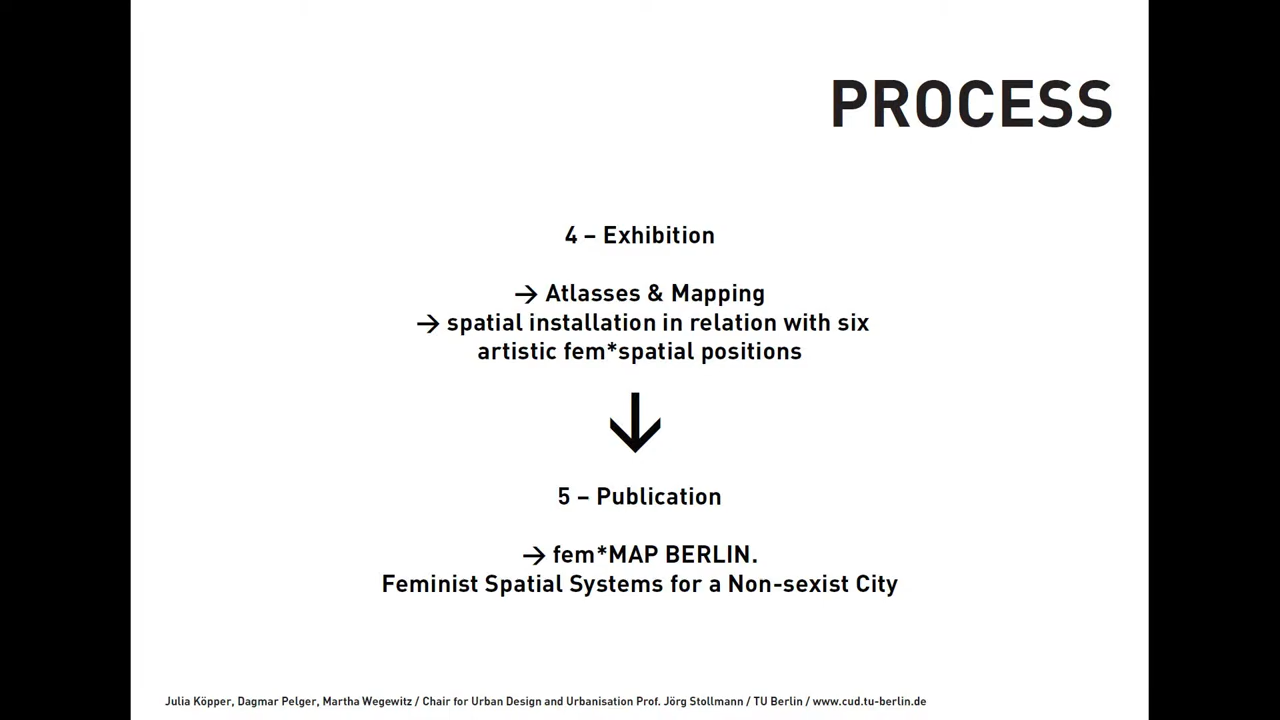 PROCESS
4 – Exhibition
→ Atlasses & Mapping
→ spatial installation in relation with six
artistic fem*spatial positions
↓
5 – Publication
→ fem*MAP BERLIN.
Feminist Spatial Systems for a Non-sexist City
Julia Köpper, Dagmar Pelger, Martha Wegewitz / Chair for Urban Design and Urbanisation Prof. Jörg Stollmann / TU Berlin / www.cud.tu-berlin.de